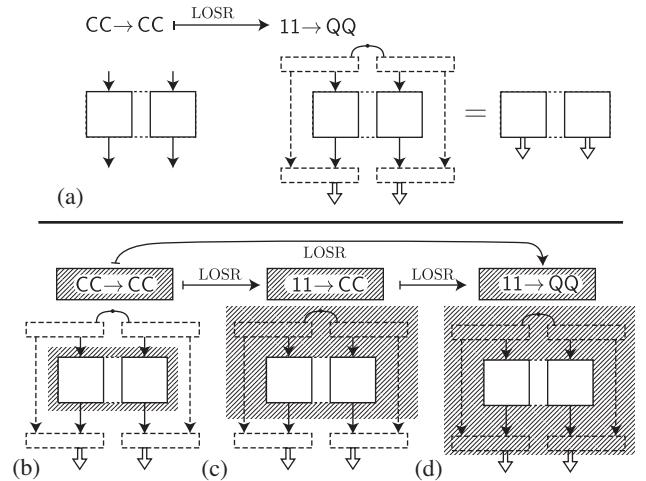 LOSR
CC → CC ⟼ 11 → QQ
=
(a)
LOSR
CC → CC ⟼ LOSR 11 → CC ⟼ LOSR 11 → QQ
(b) (c) (d)